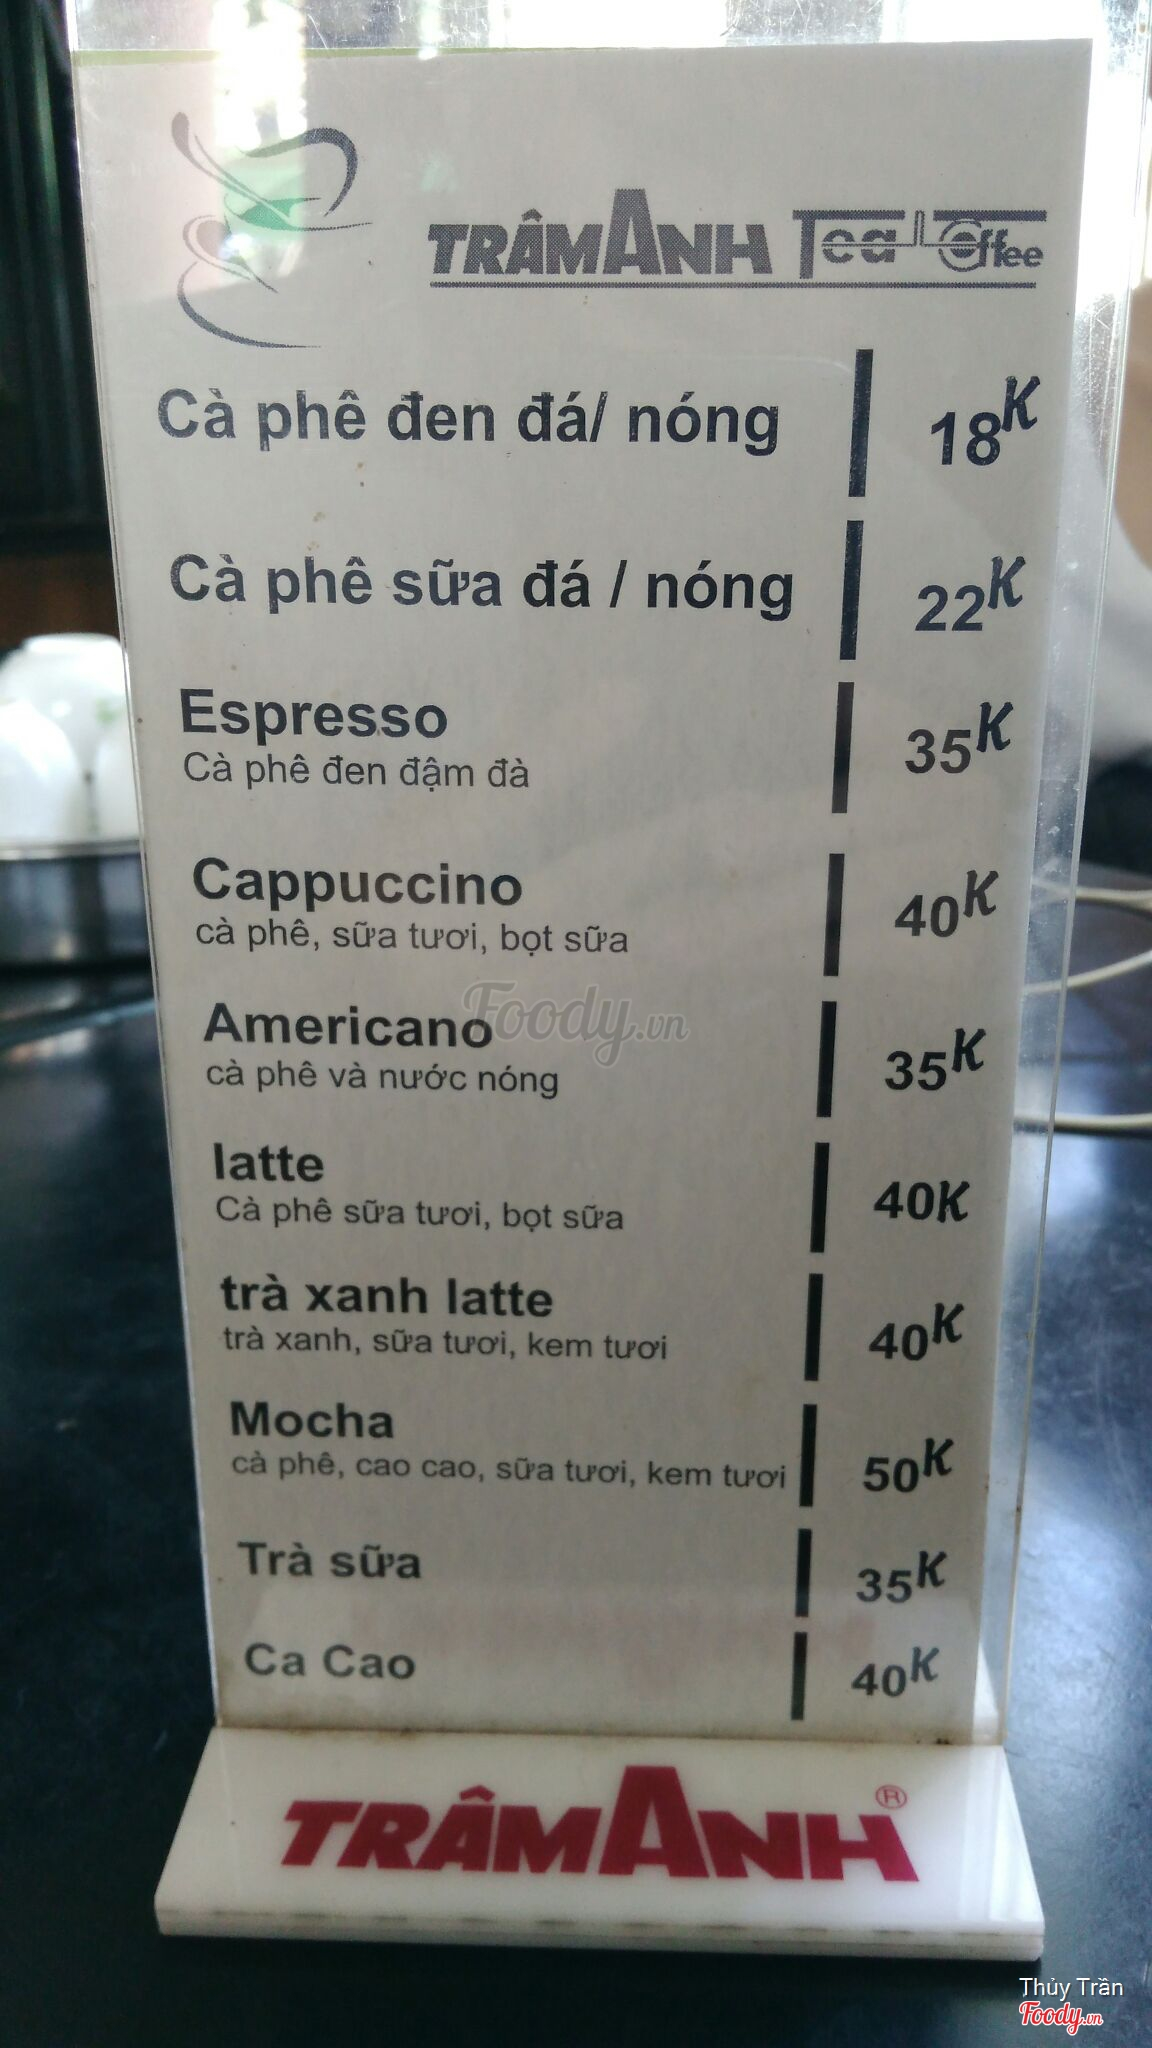 TRÂMANH Tea Coffee
Cà phê đen đá/ nóng 18K
Cà phê sữa đá / nóng 22K
Espresso 35K
Cà phê đen đậm đà
Cappuccino 40K
cà phê, sữa tươi, bọt sữa
Foody.vn
Americano 35K
cà phê và nước nóng
latte 40K
Cà phê sữa tươi, bọt sữa
trà xanh latte 40K
trà xanh, sữa tươi, kem tươi
Mocha 50K
cà phê, cao cao, sữa tươi, kem tươi
Trà sữa 35K
Ca Cao 40K
TRÂMANH®
Thủy Trần
Foody.vn